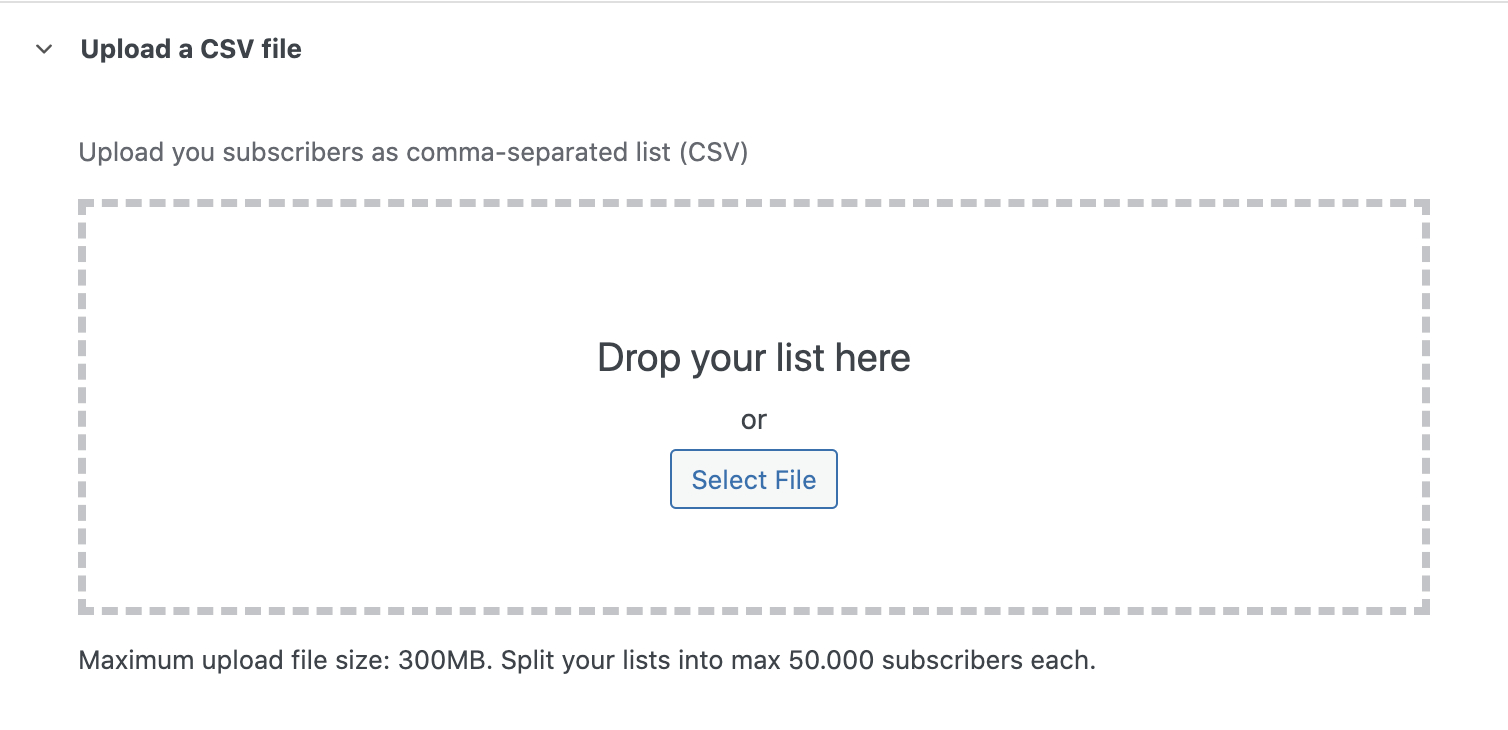 Upload a CSV file
Upload you subscribers as comma-separated list (CSV)
Drop your list here
or
Select File
Maximum upload file size: 300MB. Split your lists into max 50.000 subscribers each.